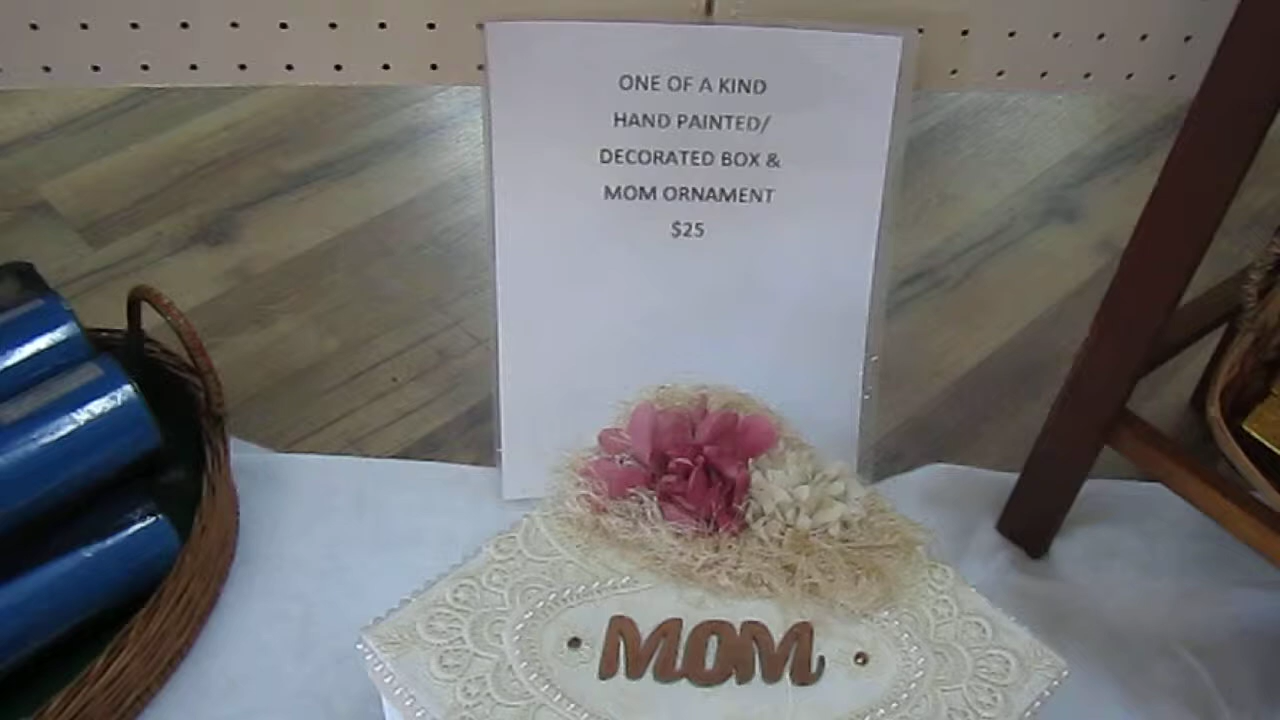 ONE OF A KIND
HAND PAINTED/
DECORATED BOX &
MOM ORNAMENT
$25
MOM